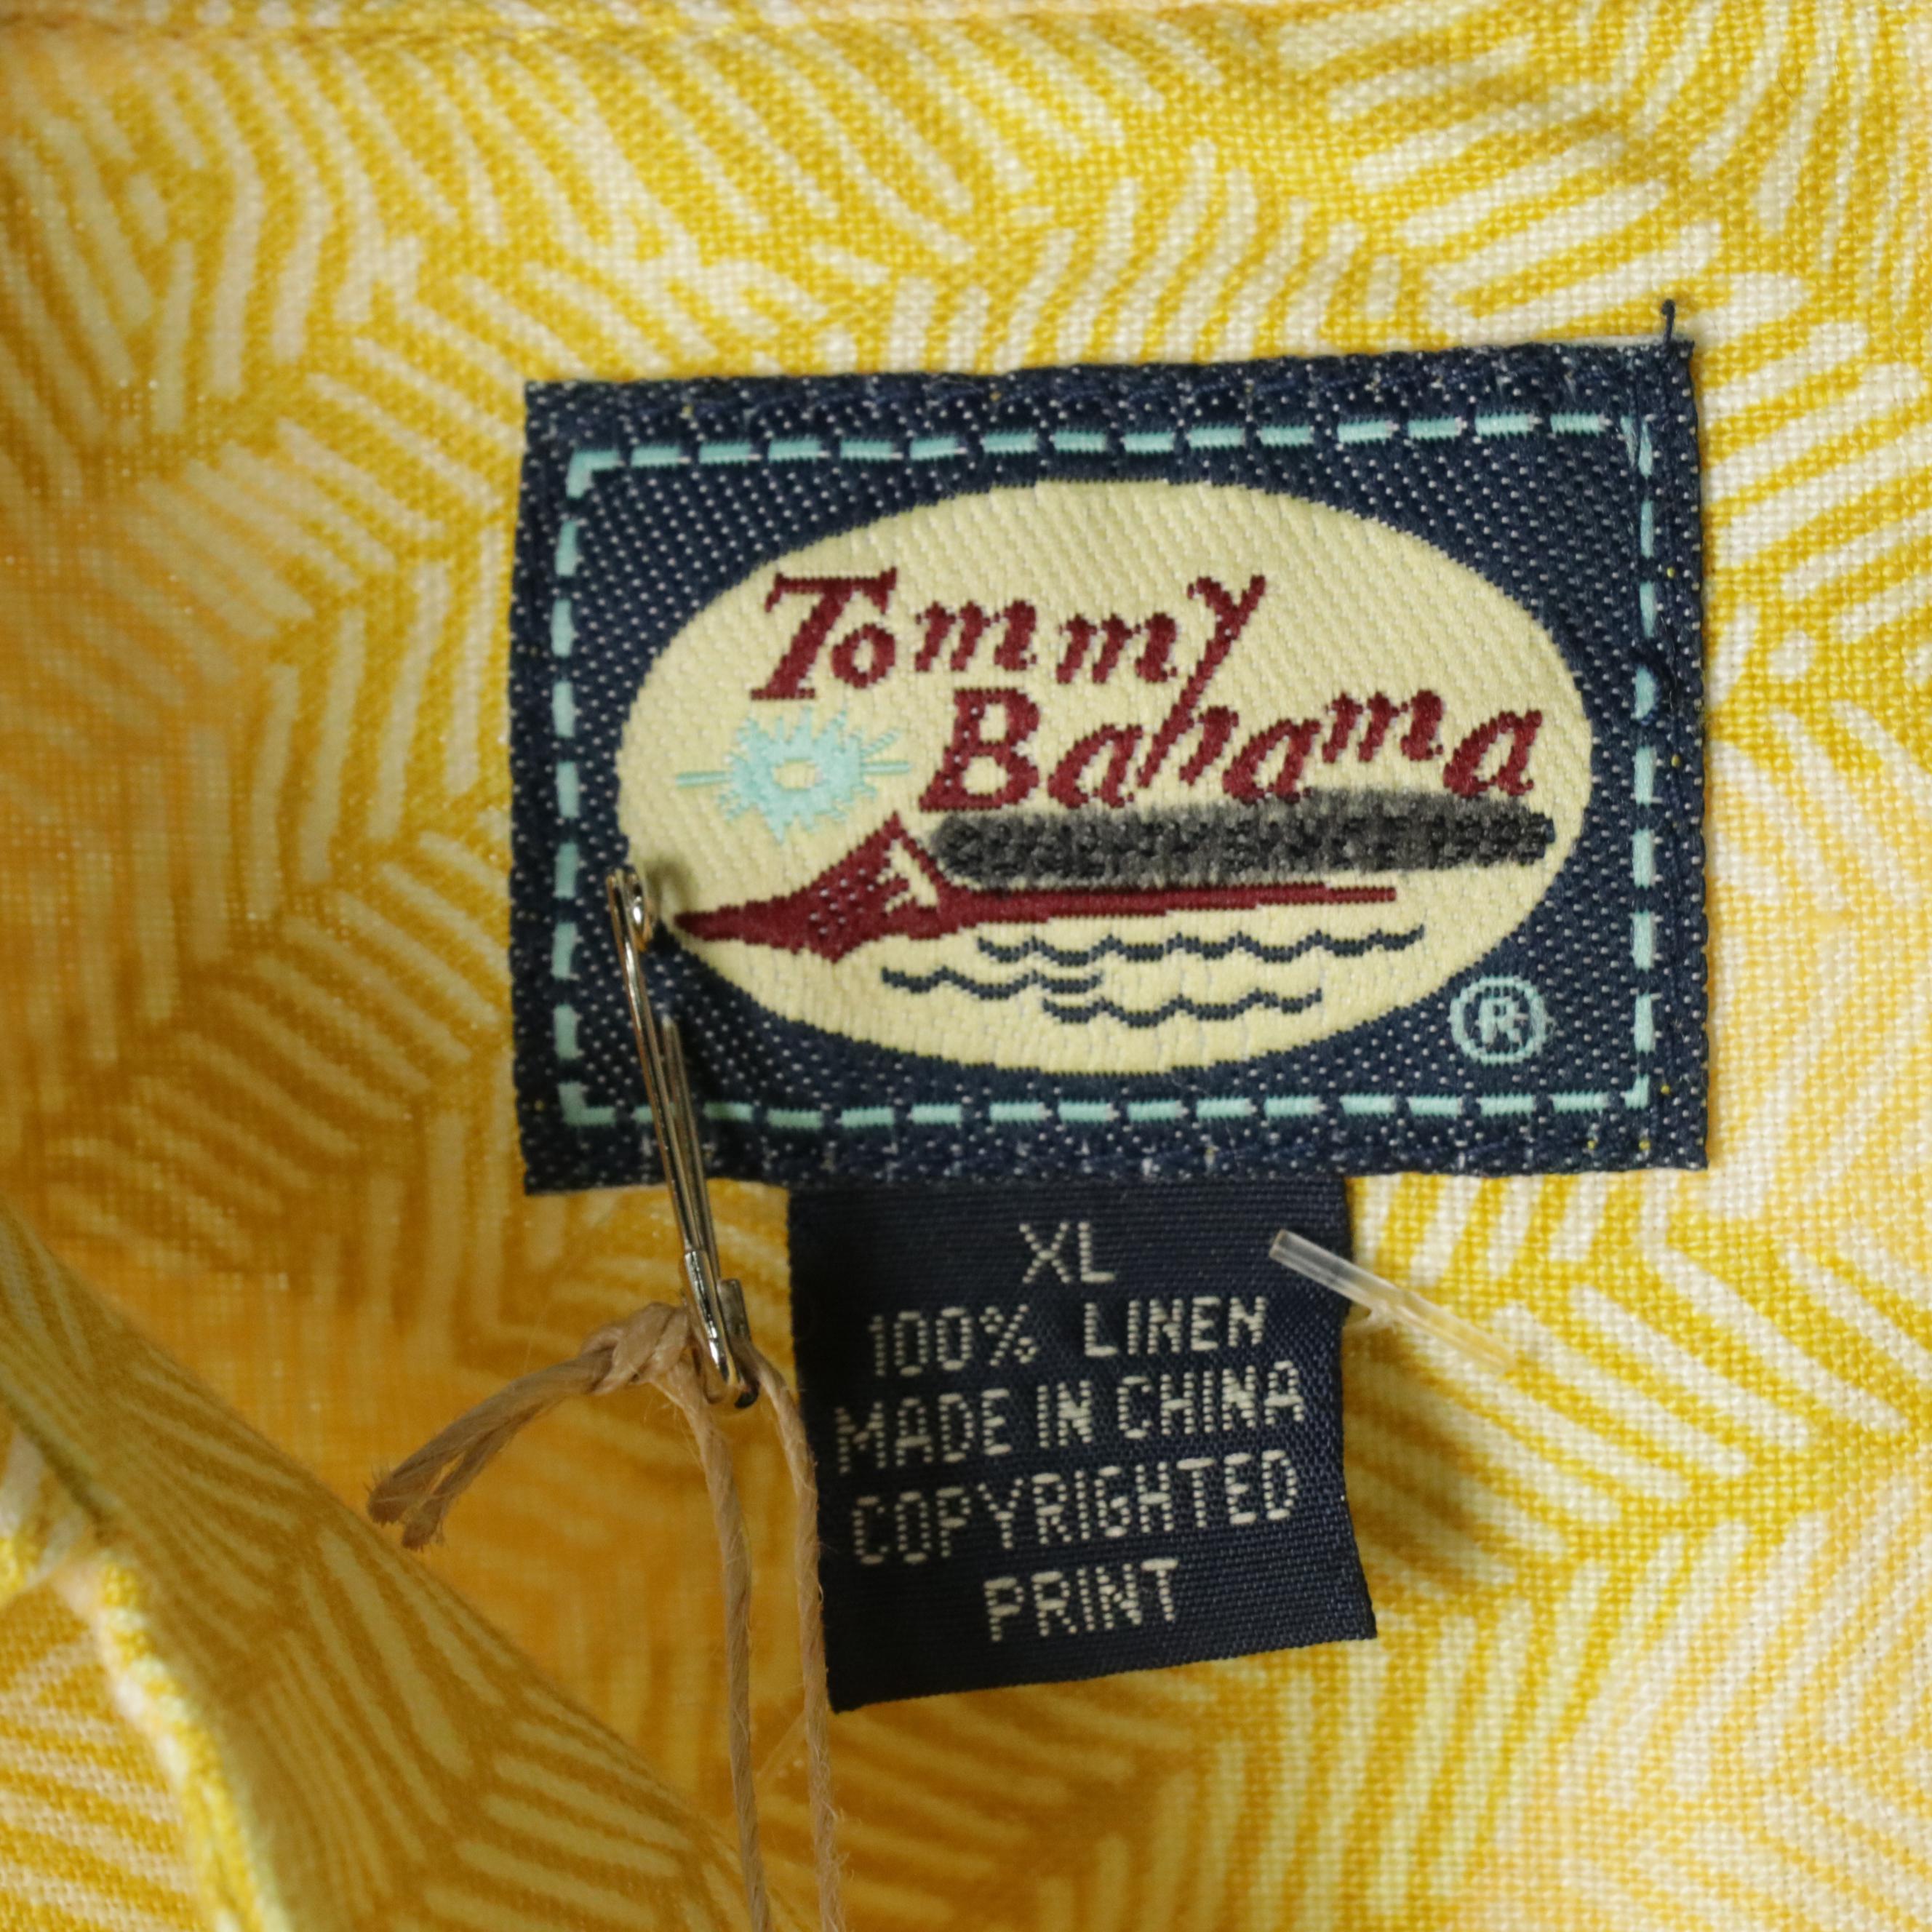 Tommy
Bahama
®
XL
100% LINEN
MADE IN CHINA
COPYRIGHTED
PRINT